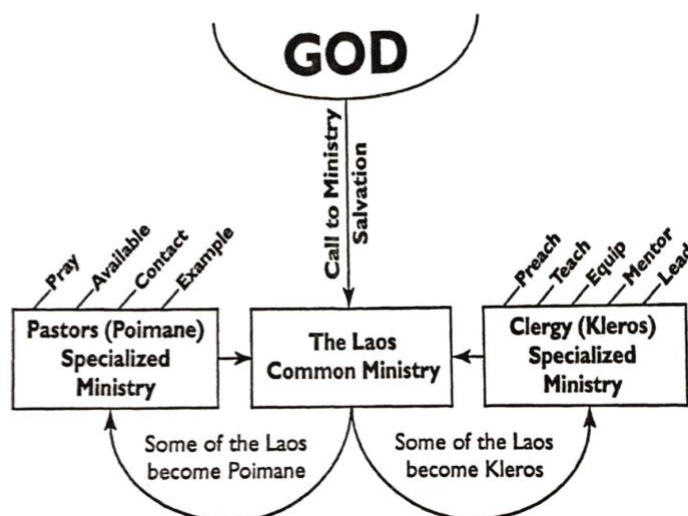 GOD
Call to Ministry
Salvation
Pray
Available
Contact
Example
Preach
Teach
Equip
Mentor
Lead
Pastors (Poimane)
Specialized
Ministry
The Laos
Common Ministry
Clergy (Kleros)
Specialized
Ministry
Some of the Laos
become Poimane
Some of the Laos
become Kleros